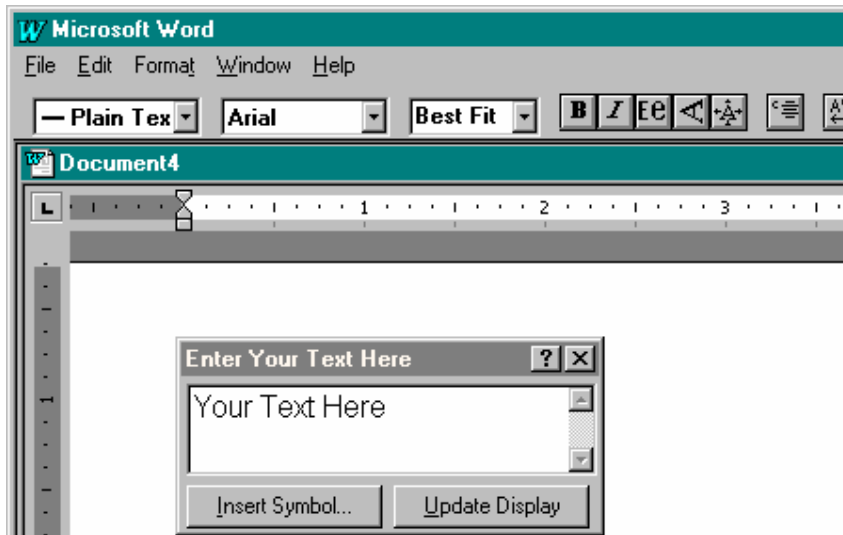 Microsoft Word
File Edit Format Window Help
Plain Tex Arial Best Fit B I Ee A A
Document4
L 1 2 3
Enter Your Text Here ?
Your Text Here
1
Insert Symbol... Update Display